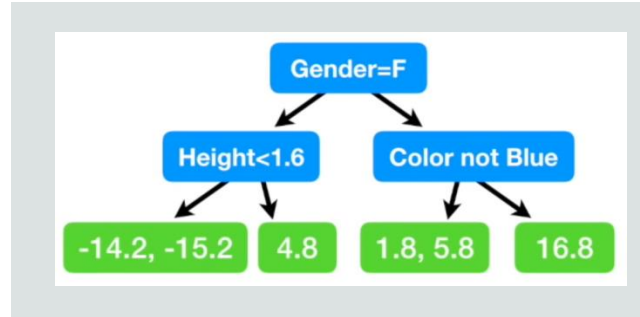 Gender=F
Height<1.6
Color not Blue
-14.2, -15.2
4.8
1.8, 5.8
16.8